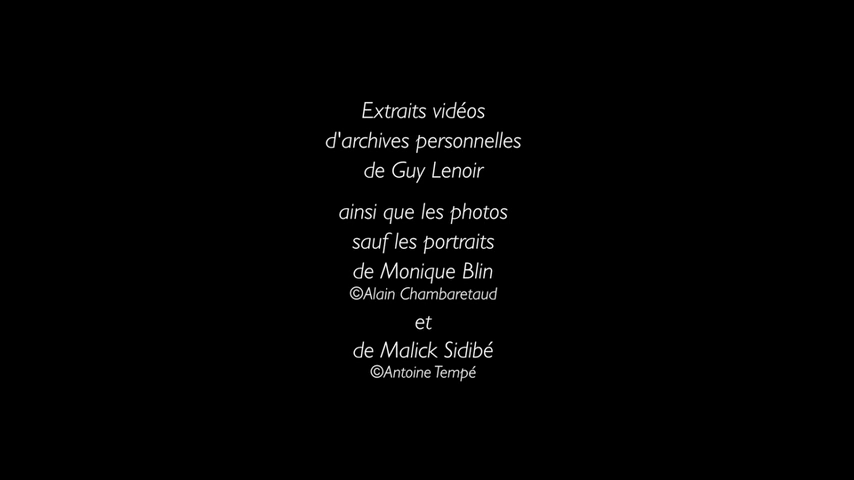 Extraits vidéos
d'archives personnelles
de Guy Lenoir
ainsi que les photos
sauf les portraits
de Monique Blin
©Alain Chambaretaud
et
de Malick Sidibé
©Antoine Tempé